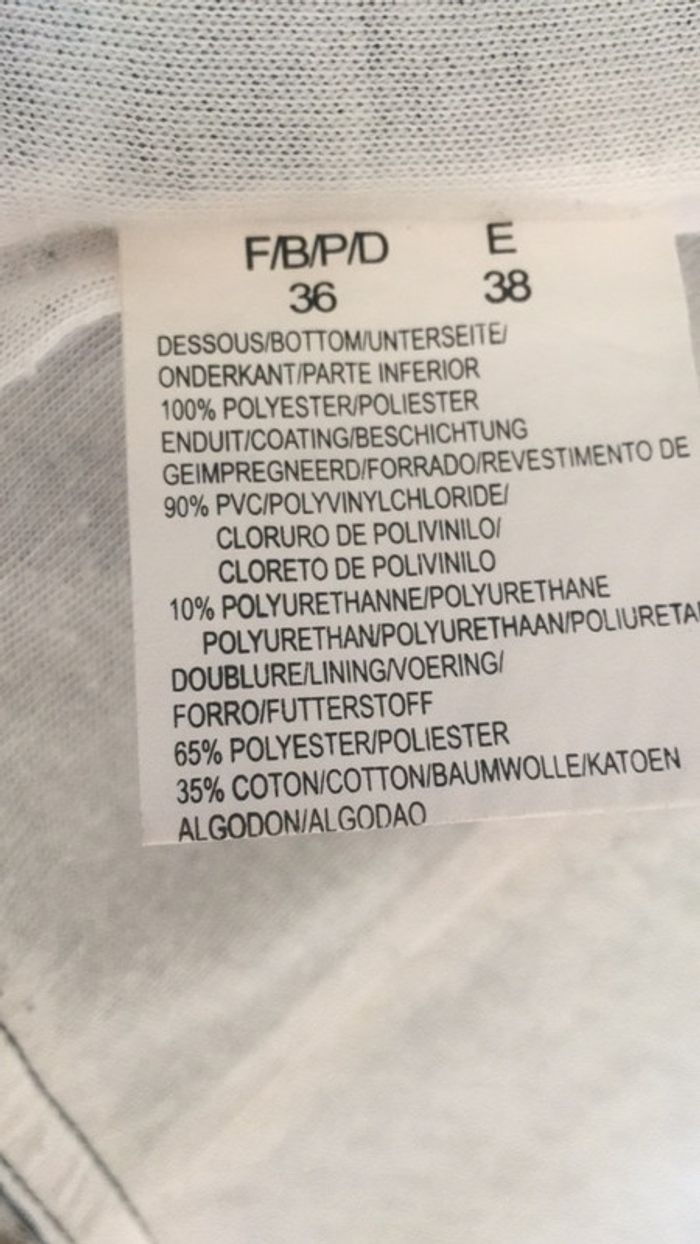 F/B/P/D E
36 38
DESSOUS/BOTTOM/UNTERSEITE/
ONDERKANT/PARTE INFERIOR
100% POLYESTER/POLIESTER
ENDUIT/COATING/BESCHICHTUNG
GEIMPREGNEERD/FORRADO/REVESTIMENTO DE
90% PVC/POLYVINYLCHLORIDE/
CLORURO DE POLIVINILO/
CLORETO DE POLIVINILO
10% POLYURETHANNE/POLYURETHANE
POLYURETHAN/POLYURETHAAN/POLIURETA
DOUBLURE/LINING/VOERING/
FORRO/FUTTERSTOFF
65% POLYESTER/POLIESTER
35% COTON/COTTON/BAUMWOLLE/KATOEN
ALGODON/ALGODAO